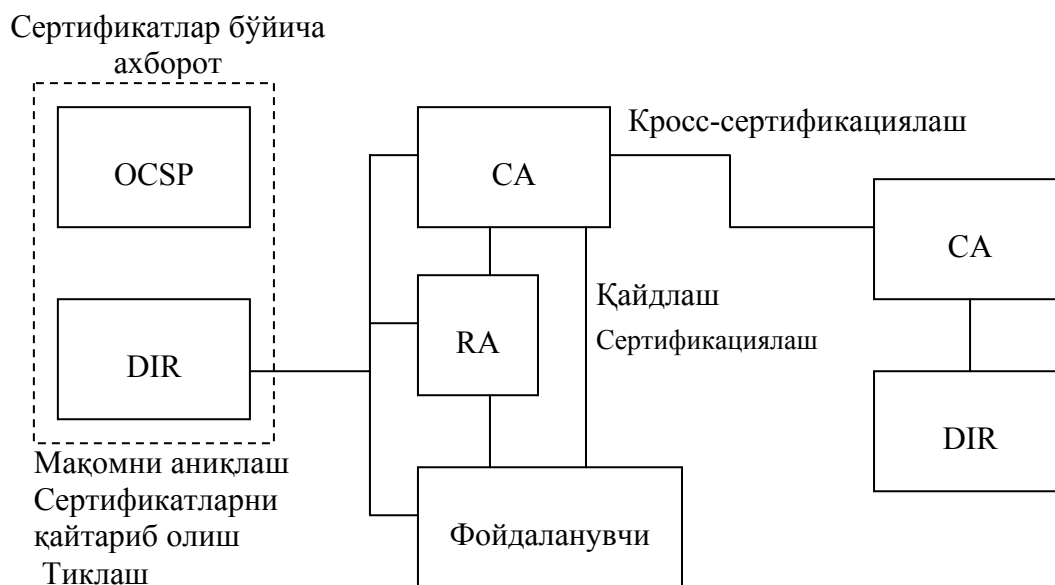 Сертификатлар бўйича
ахборот
OCSP
DIR
Мақомни аниқлаш
Сертификатларни
қайтариб олиш
Тиклаш
CA
RA
Фойдаланувчи
Қайдлаш
Сертификациялаш
Кросс-сертификациялаш
CA
DIR